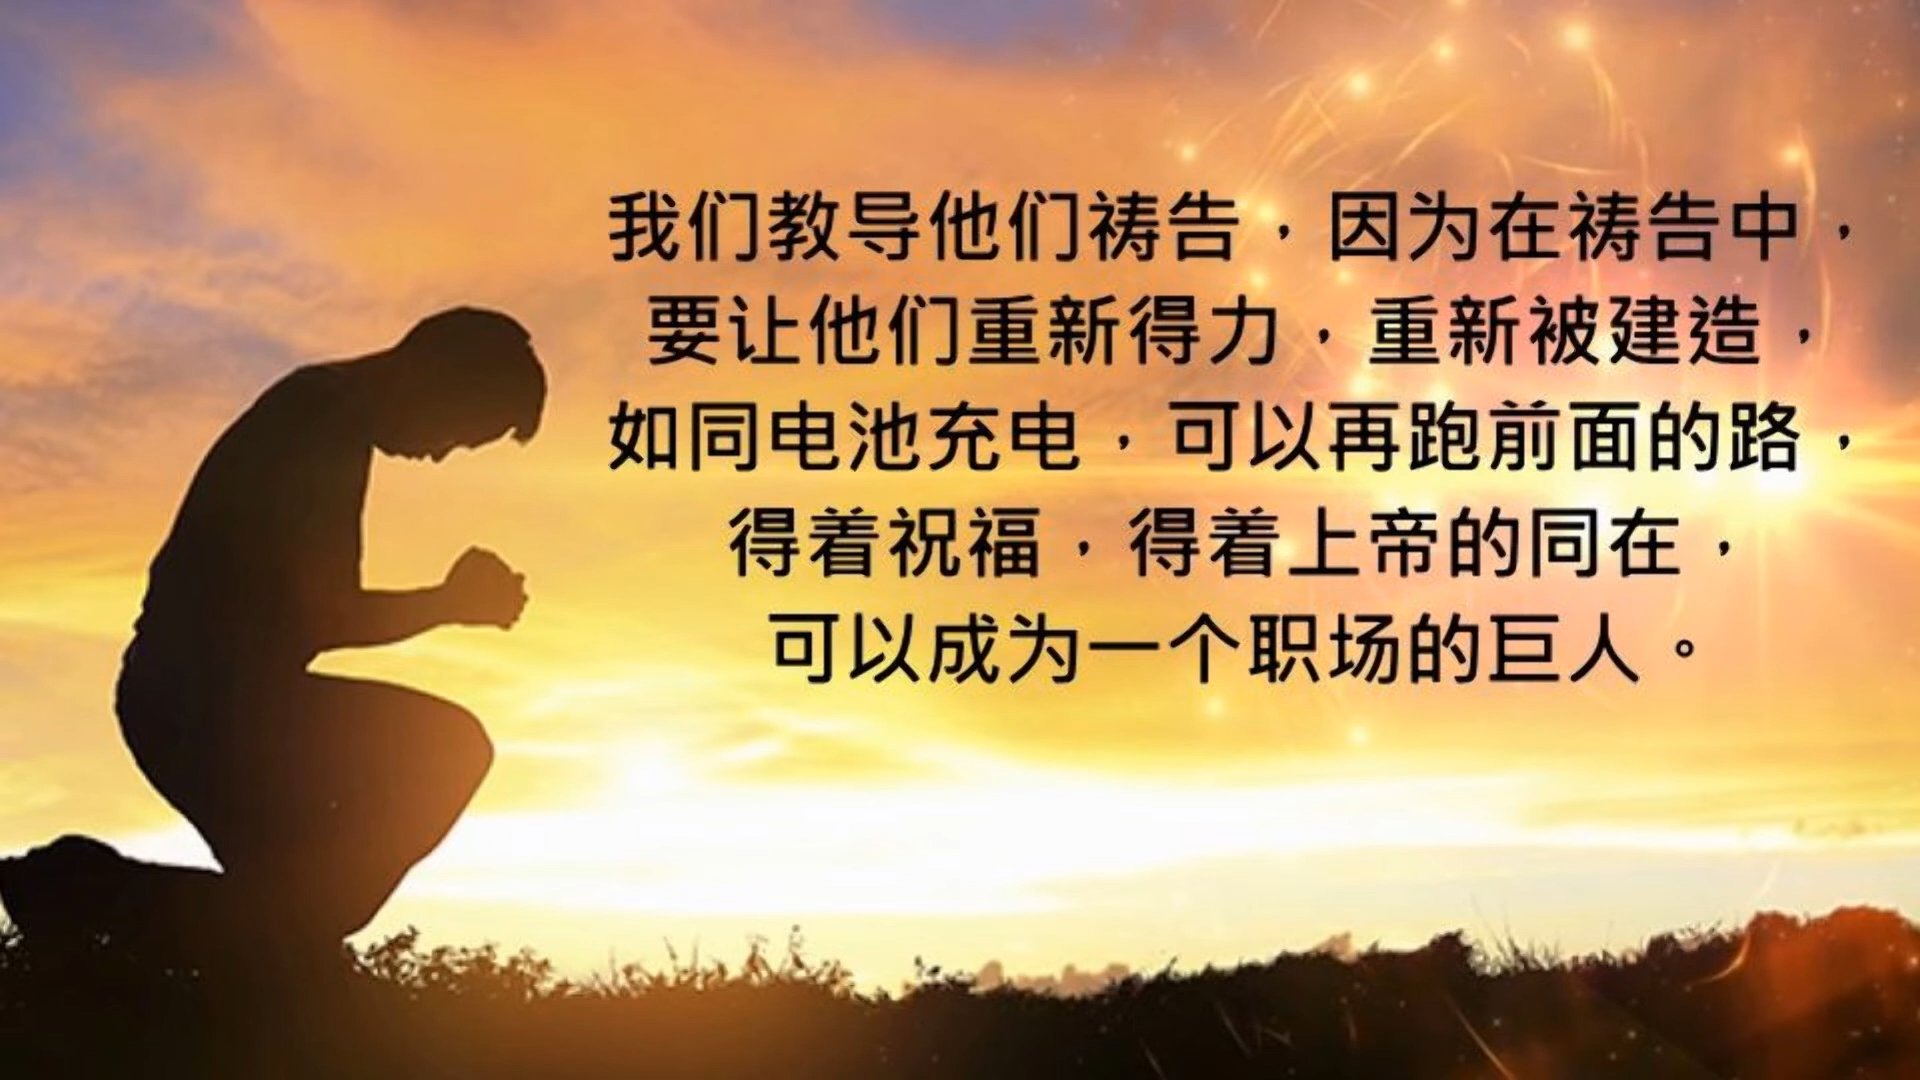 我们教导他们祷告，因为在祷告中，
要让他们重新得力，重新被建造，
如同电池充电，可以再跑前面的路，
得着祝福，得着上帝的同在，
可以成为一个职场的巨人。